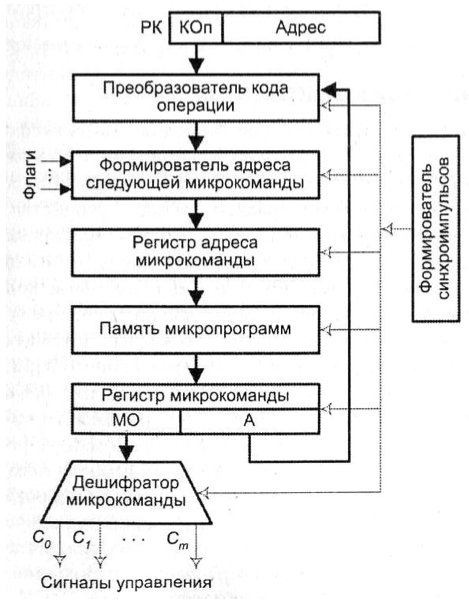 РК КОп Адрес
Преобразователь кода
операции
Флаги
...
Формирователь адреса
следующей микрокоманды
Формирователь
синхроимпульсов
Регистр адреса
микрокоманды
Память микропрограмм
Регистр микрокоманды
МО А
Дешифратор
микрокоманды
C0 C1 . . . Cm
Сигналы управления